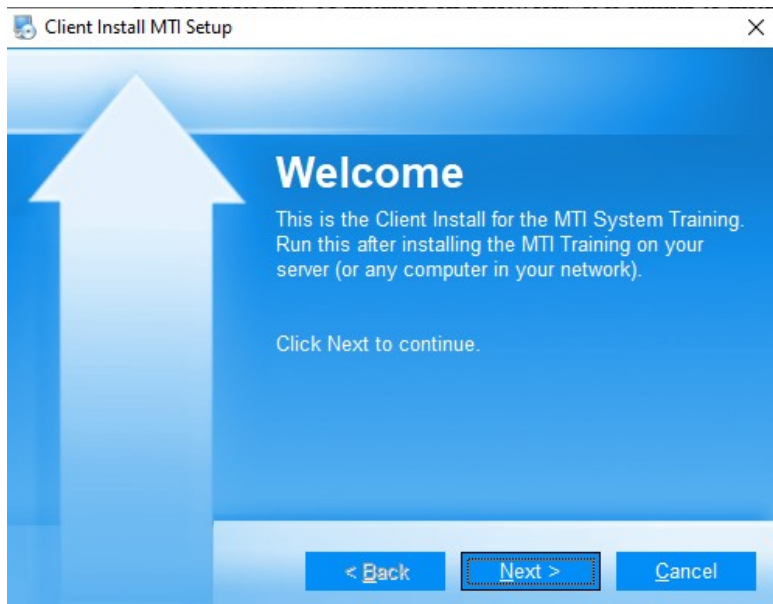 Client Install MTI Setup
Welcome
This is the Client Install for the MTI System Training.
Run this after installing the MTI Training on your
server (or any computer in your network).
Click Next to continue.
< Back
Next >
Cancel